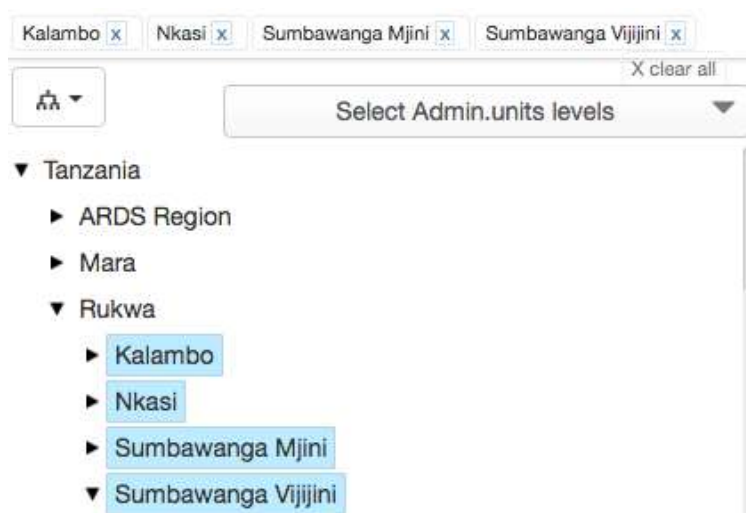 Kalambo x Nkasi x Sumbawanga Mjini x Sumbawanga Vijijini x
X clear all
Select Admin.units levels
Tanzania
ARDS Region
Mara
Rukwa
Kalambo
Nkasi
Sumbawanga Mjini
Sumbawanga Vijijini